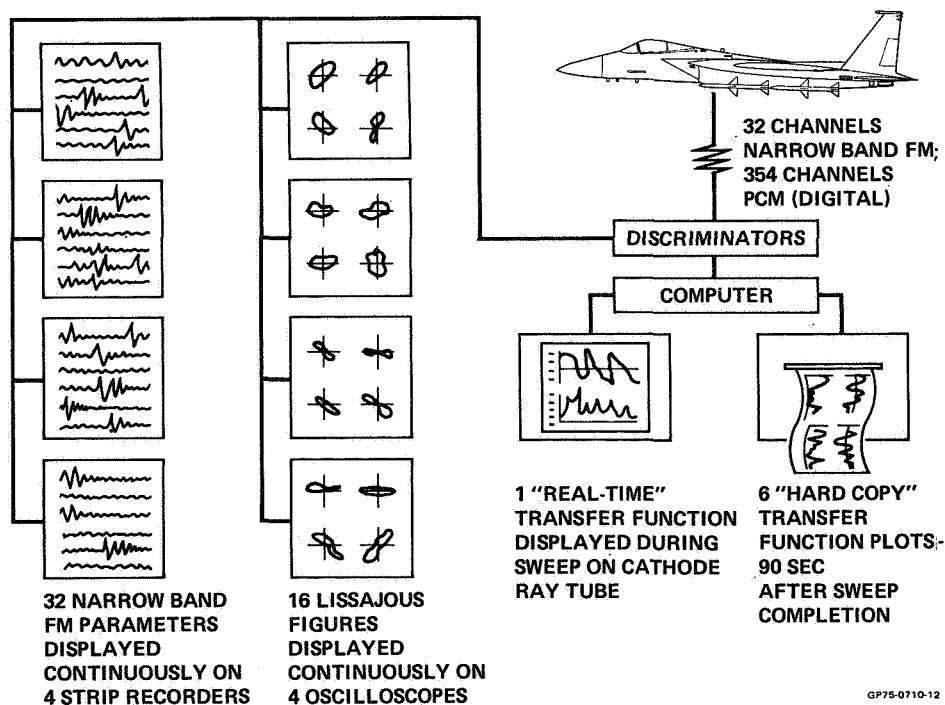 32 CHANNELS
NARROW BAND FM;
354 CHANNELS
PCM (DIGITAL)
DISCRIMINATORS
COMPUTER
1 "REAL-TIME"
TRANSFER FUNCTION
DISPLAYED DURING
SWEEP ON CATHODE
RAY TUBE
6 "HARD COPY"
TRANSFER
FUNCTION PLOTS-
90 SEC
AFTER SWEEP
COMPLETION
32 NARROW BAND
FM PARAMETERS
DISPLAYED
CONTINUOUSLY ON
4 STRIP RECORDERS
16 LISSAJOUS
FIGURES
DISPLAYED
CONTINUOUSLY ON
4 OSCILLOSCOPES
GP75-0710-12